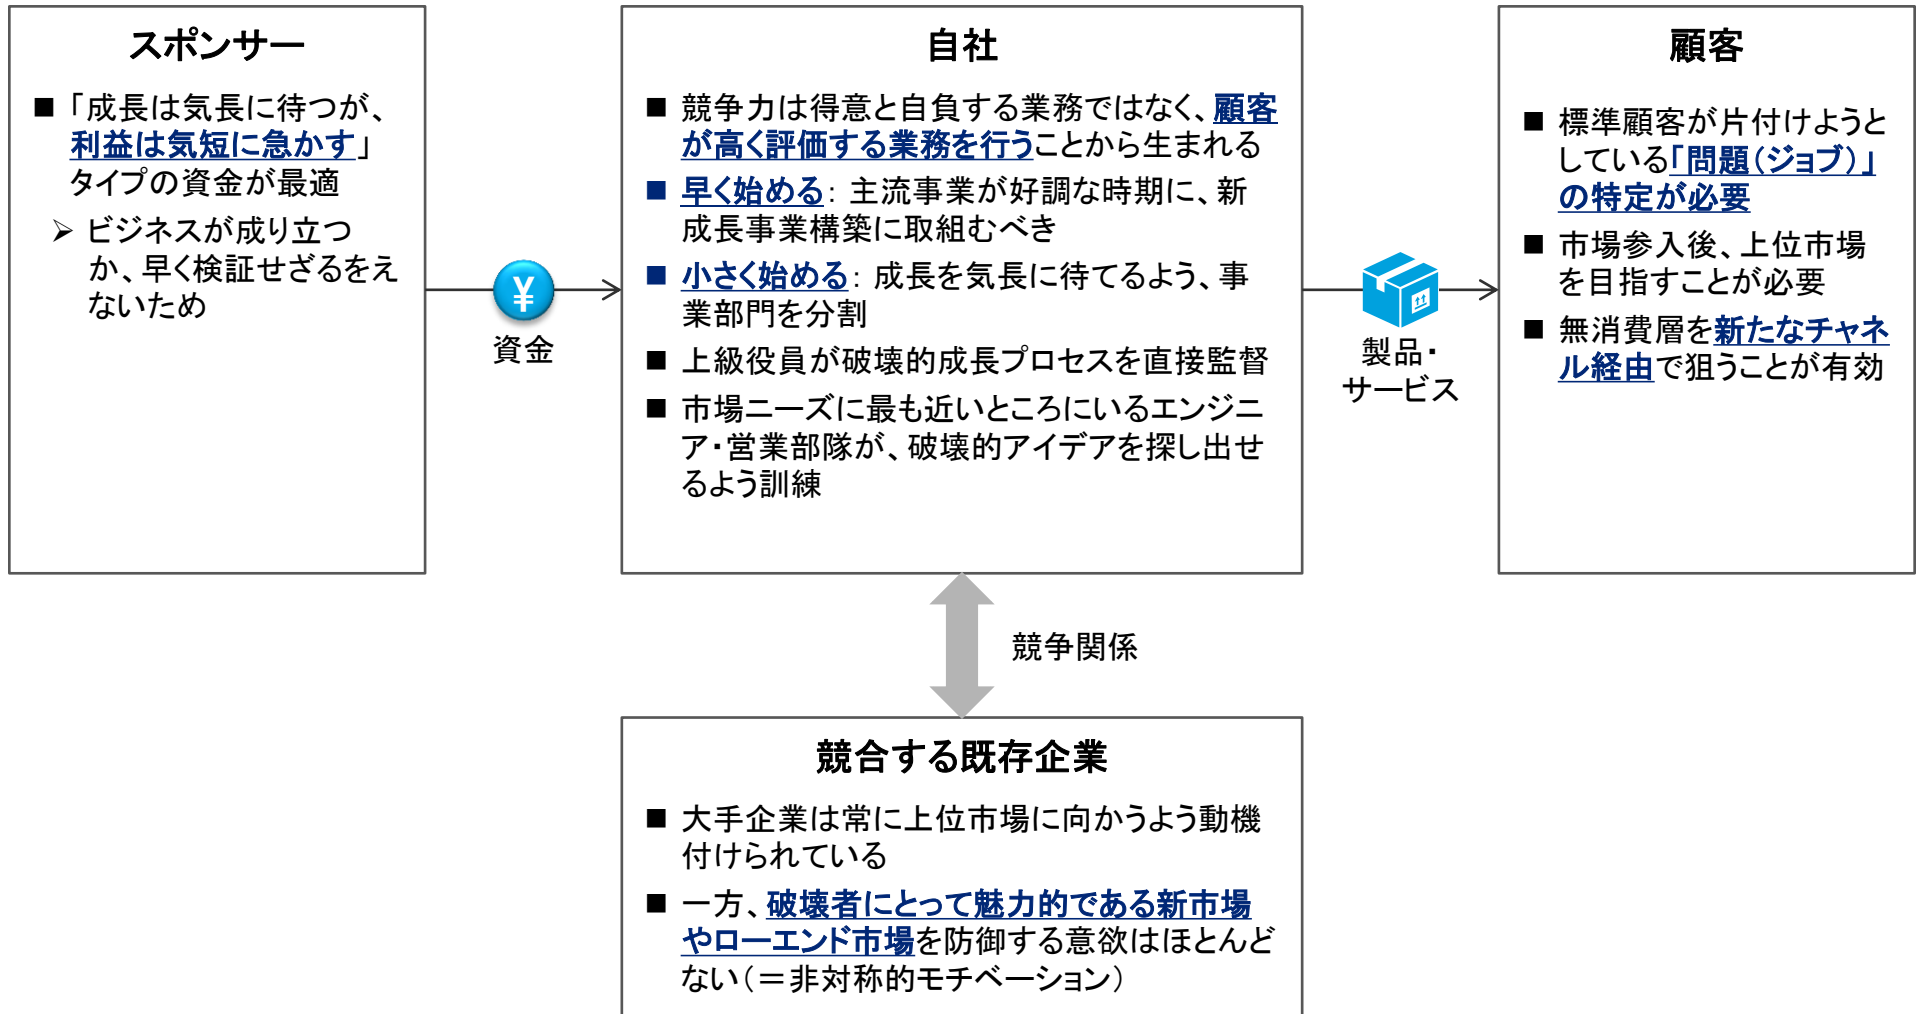 スポンサー
■ 「成長は気長に待つが、
利益は気短に急かす」
タイプの資金が最適
➢ ビジネスが成り立つ
か、早く検証せざるをえ
ないため
¥
資金
自社
■ 競争力は得意と自負する業務ではなく、顧客
が高く評価する業務を行うことから生まれる
■ 早く始める：主流事業が好調な時期に、新
成長事業構築に取組むべき
■ 小さく始める：成長を気長に待てるよう、事
業部門を分割
■ 上級役員が破壊的成長プロセスを直接監督
■ 市場ニーズに最も近いところにいるエンジニ
ア・営業部隊が、破壊的アイデアを探し出せ
るよう訓練
製品・
サービス
顧客
■ 標準顧客が片付けようと
している「問題（ジョブ）」
の特定が必要
■ 市場参入後、上位市場
を目指すことが必要
■ 無消費層を新たなチャネ
ル経由で狙うことが有効
競争関係
競合する既存企業
■ 大手企業は常に上位市場に向かうよう動機
付けられている
■ 一方、破壊者にとって魅力的である新市場
やローエンド市場を防御する意欲はほとんど
ない（＝非対称的モチベーション）